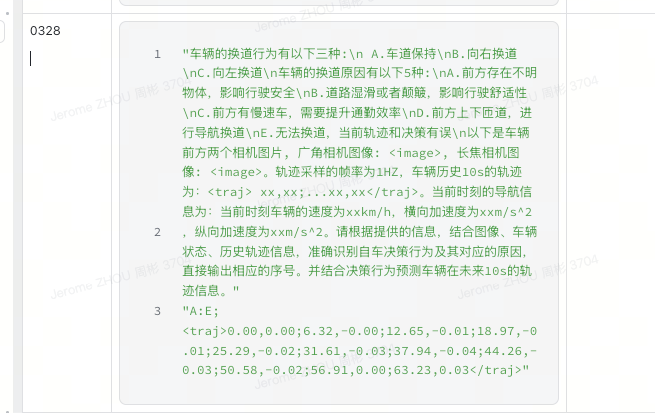 0328
1 "车辆的换道行为有以下三种:\n A.车道保持\nB.向右换道
\nC.向左换道\n车辆的换道原因有以下5种:\nA.前方存在不明
物体，影响行驶安全\nB.道路湿滑或者颠簸，影响行驶舒适性
\nC.前方有慢速车，需要提升通勤效率\nD.前方上下匝道，进
行导航换道\nE.无法换道，当前轨迹和决策有误\n以下是车辆
前方两个相机图片, 广角相机图像: <image>, 长焦相机图
像: <image>。轨迹采样的帧率为1HZ, 车辆历史10s的轨迹
为: <traj> xx,xx;...xx,xx</traj>。当前时刻的导航信
息为: 当前时刻车辆的速度为xxkm/h, 横向加速度为xxm/s^2
2 , 纵向加速度为xxm/s^2。请根据提供的信息，结合图像、车辆
状态、历史轨迹信息，准确识别自车决策行为及其对应的原因，
直接输出相应的序号。并结合决策行为预测车辆在未来10s的轨
迹信息。"
3 "A:E;
<traj>0.00,0.00;6.32,-0.00;12.65,-0.01;18.97,-0
.01;25.29,-0.02;31.61,-0.03;37.94,-0.04;44.26,-
0.03;50.58,-0.02;56.91,0.00;63.23,0.03</traj>"
Jerome ZHOU 周彬 3704
Jerome ZHOU 周彬 3704
Jerome ZHOU 周彬 3704
Jerome ZHOU 周彬 3704